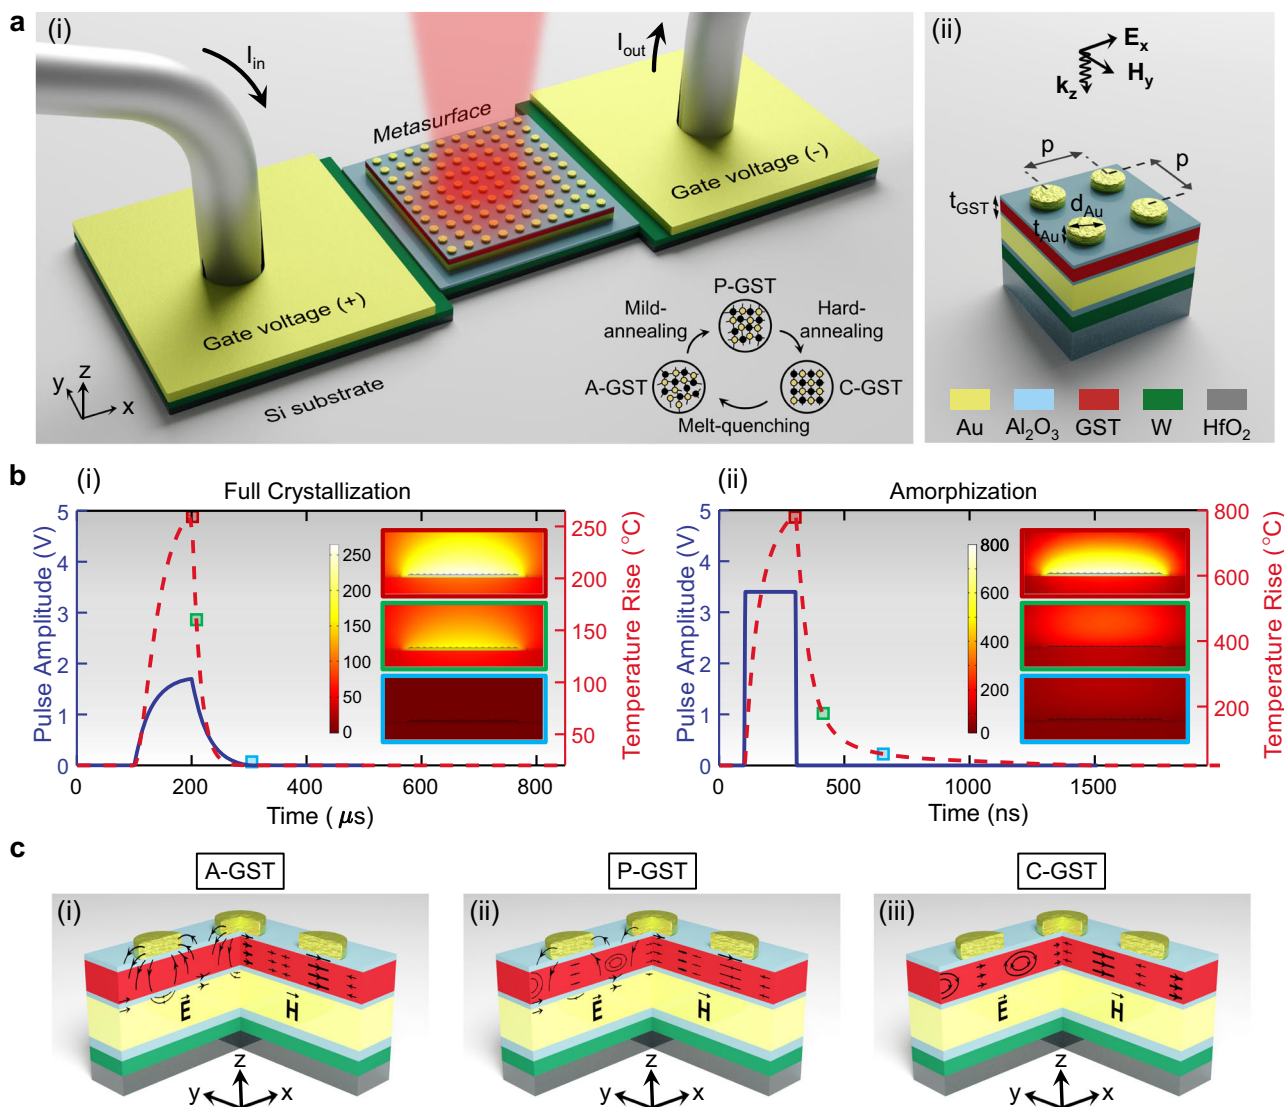 a
(i)
I_in
I_out
Metasurface
Gate voltage (+)
Gate voltage (-)
Si substrate
y
z
x
P-GST
Mild-
annealing
Hard-
annealing
A-GST
C-GST
Melt-quenching
(ii)
E_x
H_y
k_z
p
p
t_GST
d_Au
t_Au
Au
Al₂O₃
GST
W
HfO₂
b
(i)
Full Crystallization
Pulse Amplitude (V)
5
4
3
2
1
0
Temperature Rise (°C)
250
200
150
100
50
250
200
150
100
50
0
0
200
400
600
800
Time (μs)
(ii)
Amorphization
Pulse Amplitude (V)
5
4
3
2
1
0
Temperature Rise (°C)
800
600
400
200
800
600
400
200
0
0
500
1000
1500
Time (ns)
c
A-GST
(i)
E
H
z
y
x
P-GST
(ii)
E
H
z
y
x
C-GST
(iii)
E
H
z
y
x